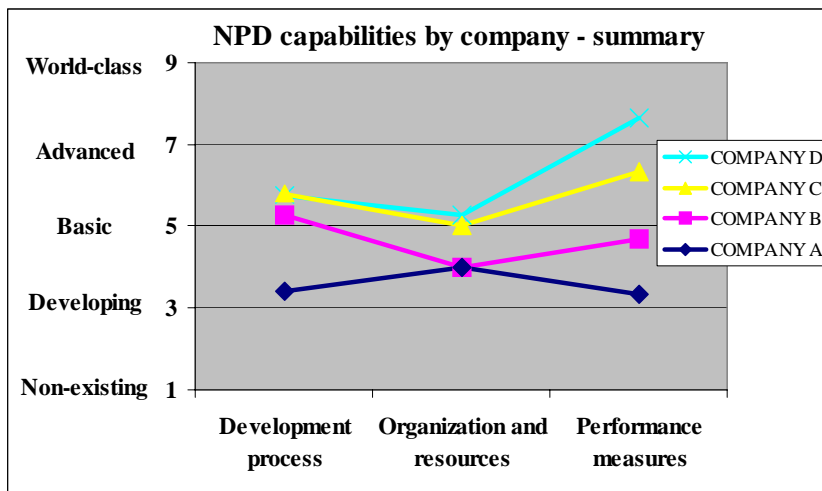 NPD capabilities by company - summary
World-class 9
Advanced 7
Basic 5
Developing 3
Non-existing 1
COMPANY D
COMPANY C
COMPANY B
COMPANY A
Development process
Organization and resources
Performance measures